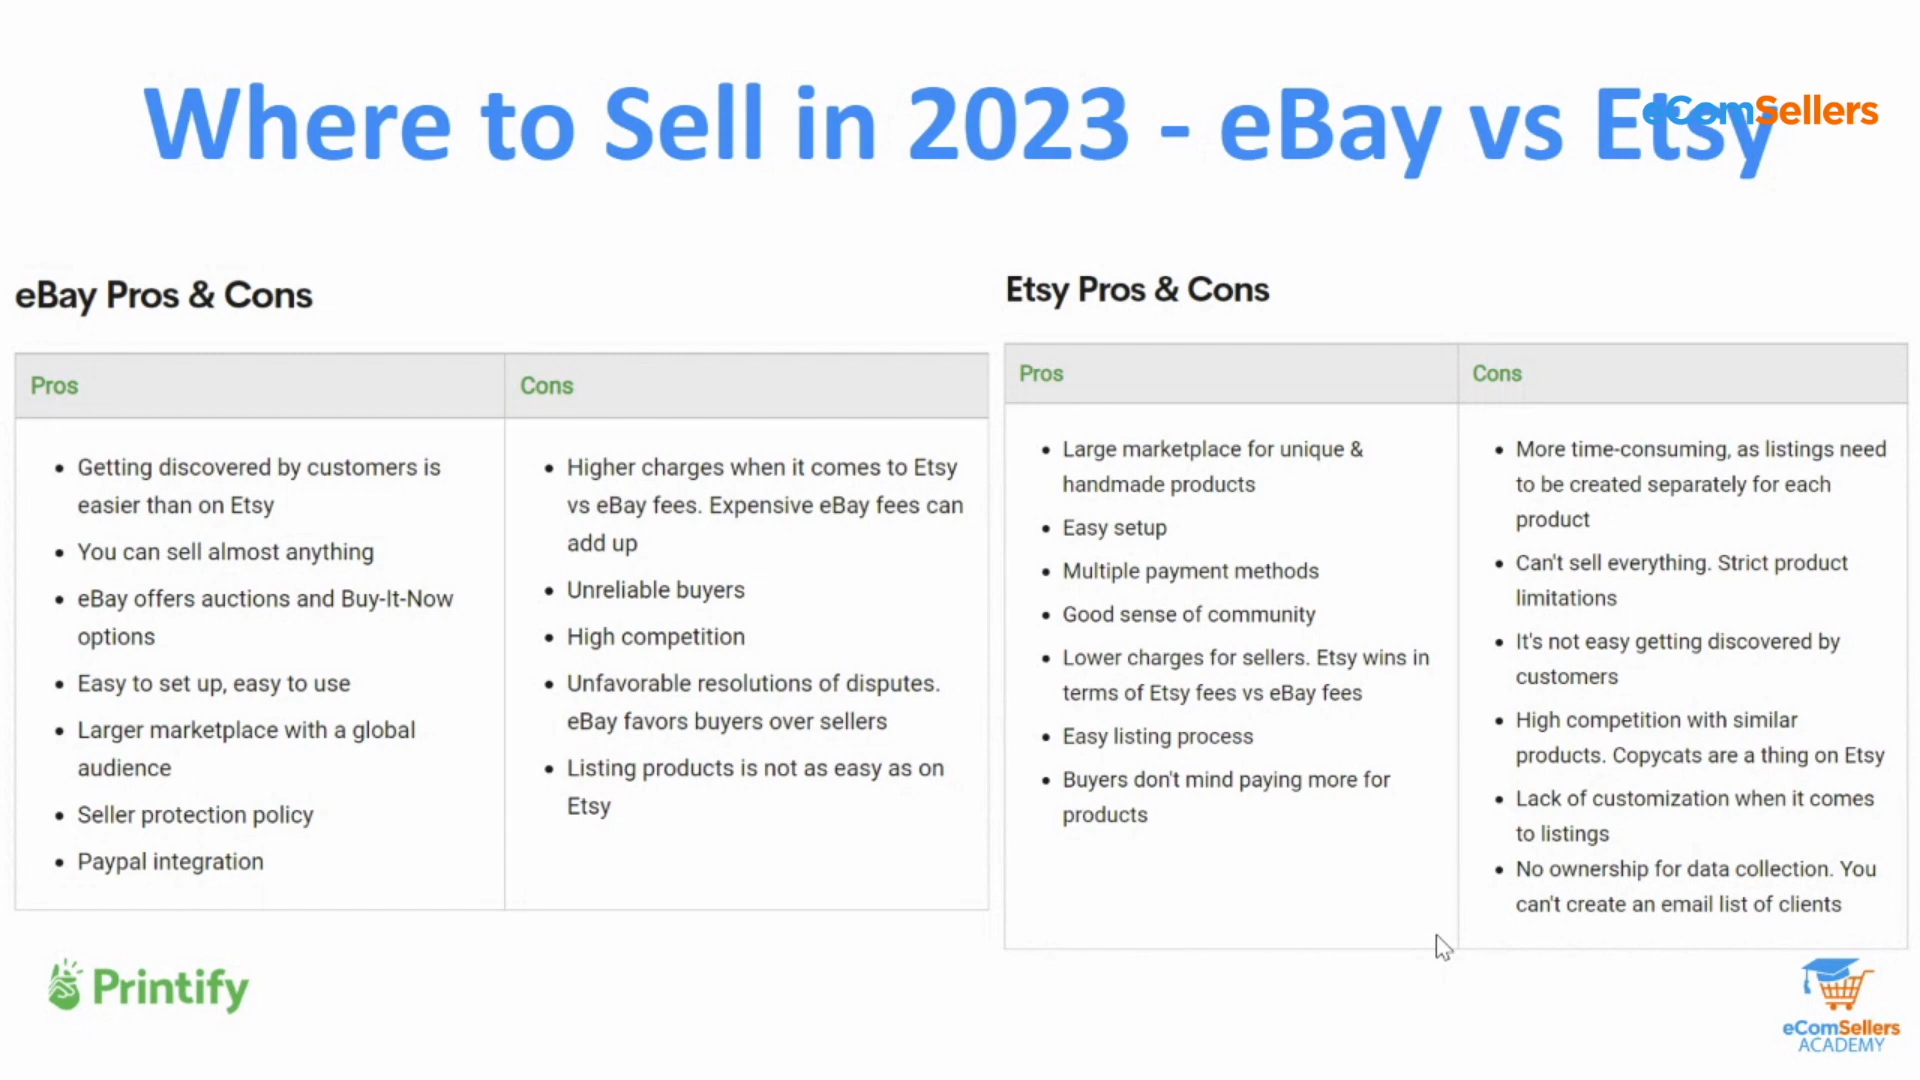 Where to Sell in 2023 - eBay vs Etsy
eComSellers
eBay Pros & Cons
Pros
Cons
Getting discovered by customers is
easier than on Etsy
You can sell almost anything
eBay offers auctions and Buy-It-Now
options
Easy to set up, easy to use
Larger marketplace with a global
audience
Seller protection policy
Paypal integration
Higher charges when it comes to Etsy
vs eBay fees. Expensive eBay fees can
add up
Unreliable buyers
High competition
Unfavorable resolutions of disputes.
eBay favors buyers over sellers
Listing products is not as easy as on
Etsy
Etsy Pros & Cons
Pros
Cons
Large marketplace for unique &
handmade products
Easy setup
Multiple payment methods
Good sense of community
Lower charges for sellers. Etsy wins in
terms of Etsy fees vs eBay fees
Easy listing process
Buyers don't mind paying more for
products
More time-consuming, as listings need
to be created separately for each
product
Can't sell everything. Strict product
limitations
It's not easy getting discovered by
customers
High competition with similar
products. Copycats are a thing on Etsy
Lack of customization when it comes
to listings
No ownership for data collection. You
can't create an email list of clients
Printify
eComSellers
ACADEMY